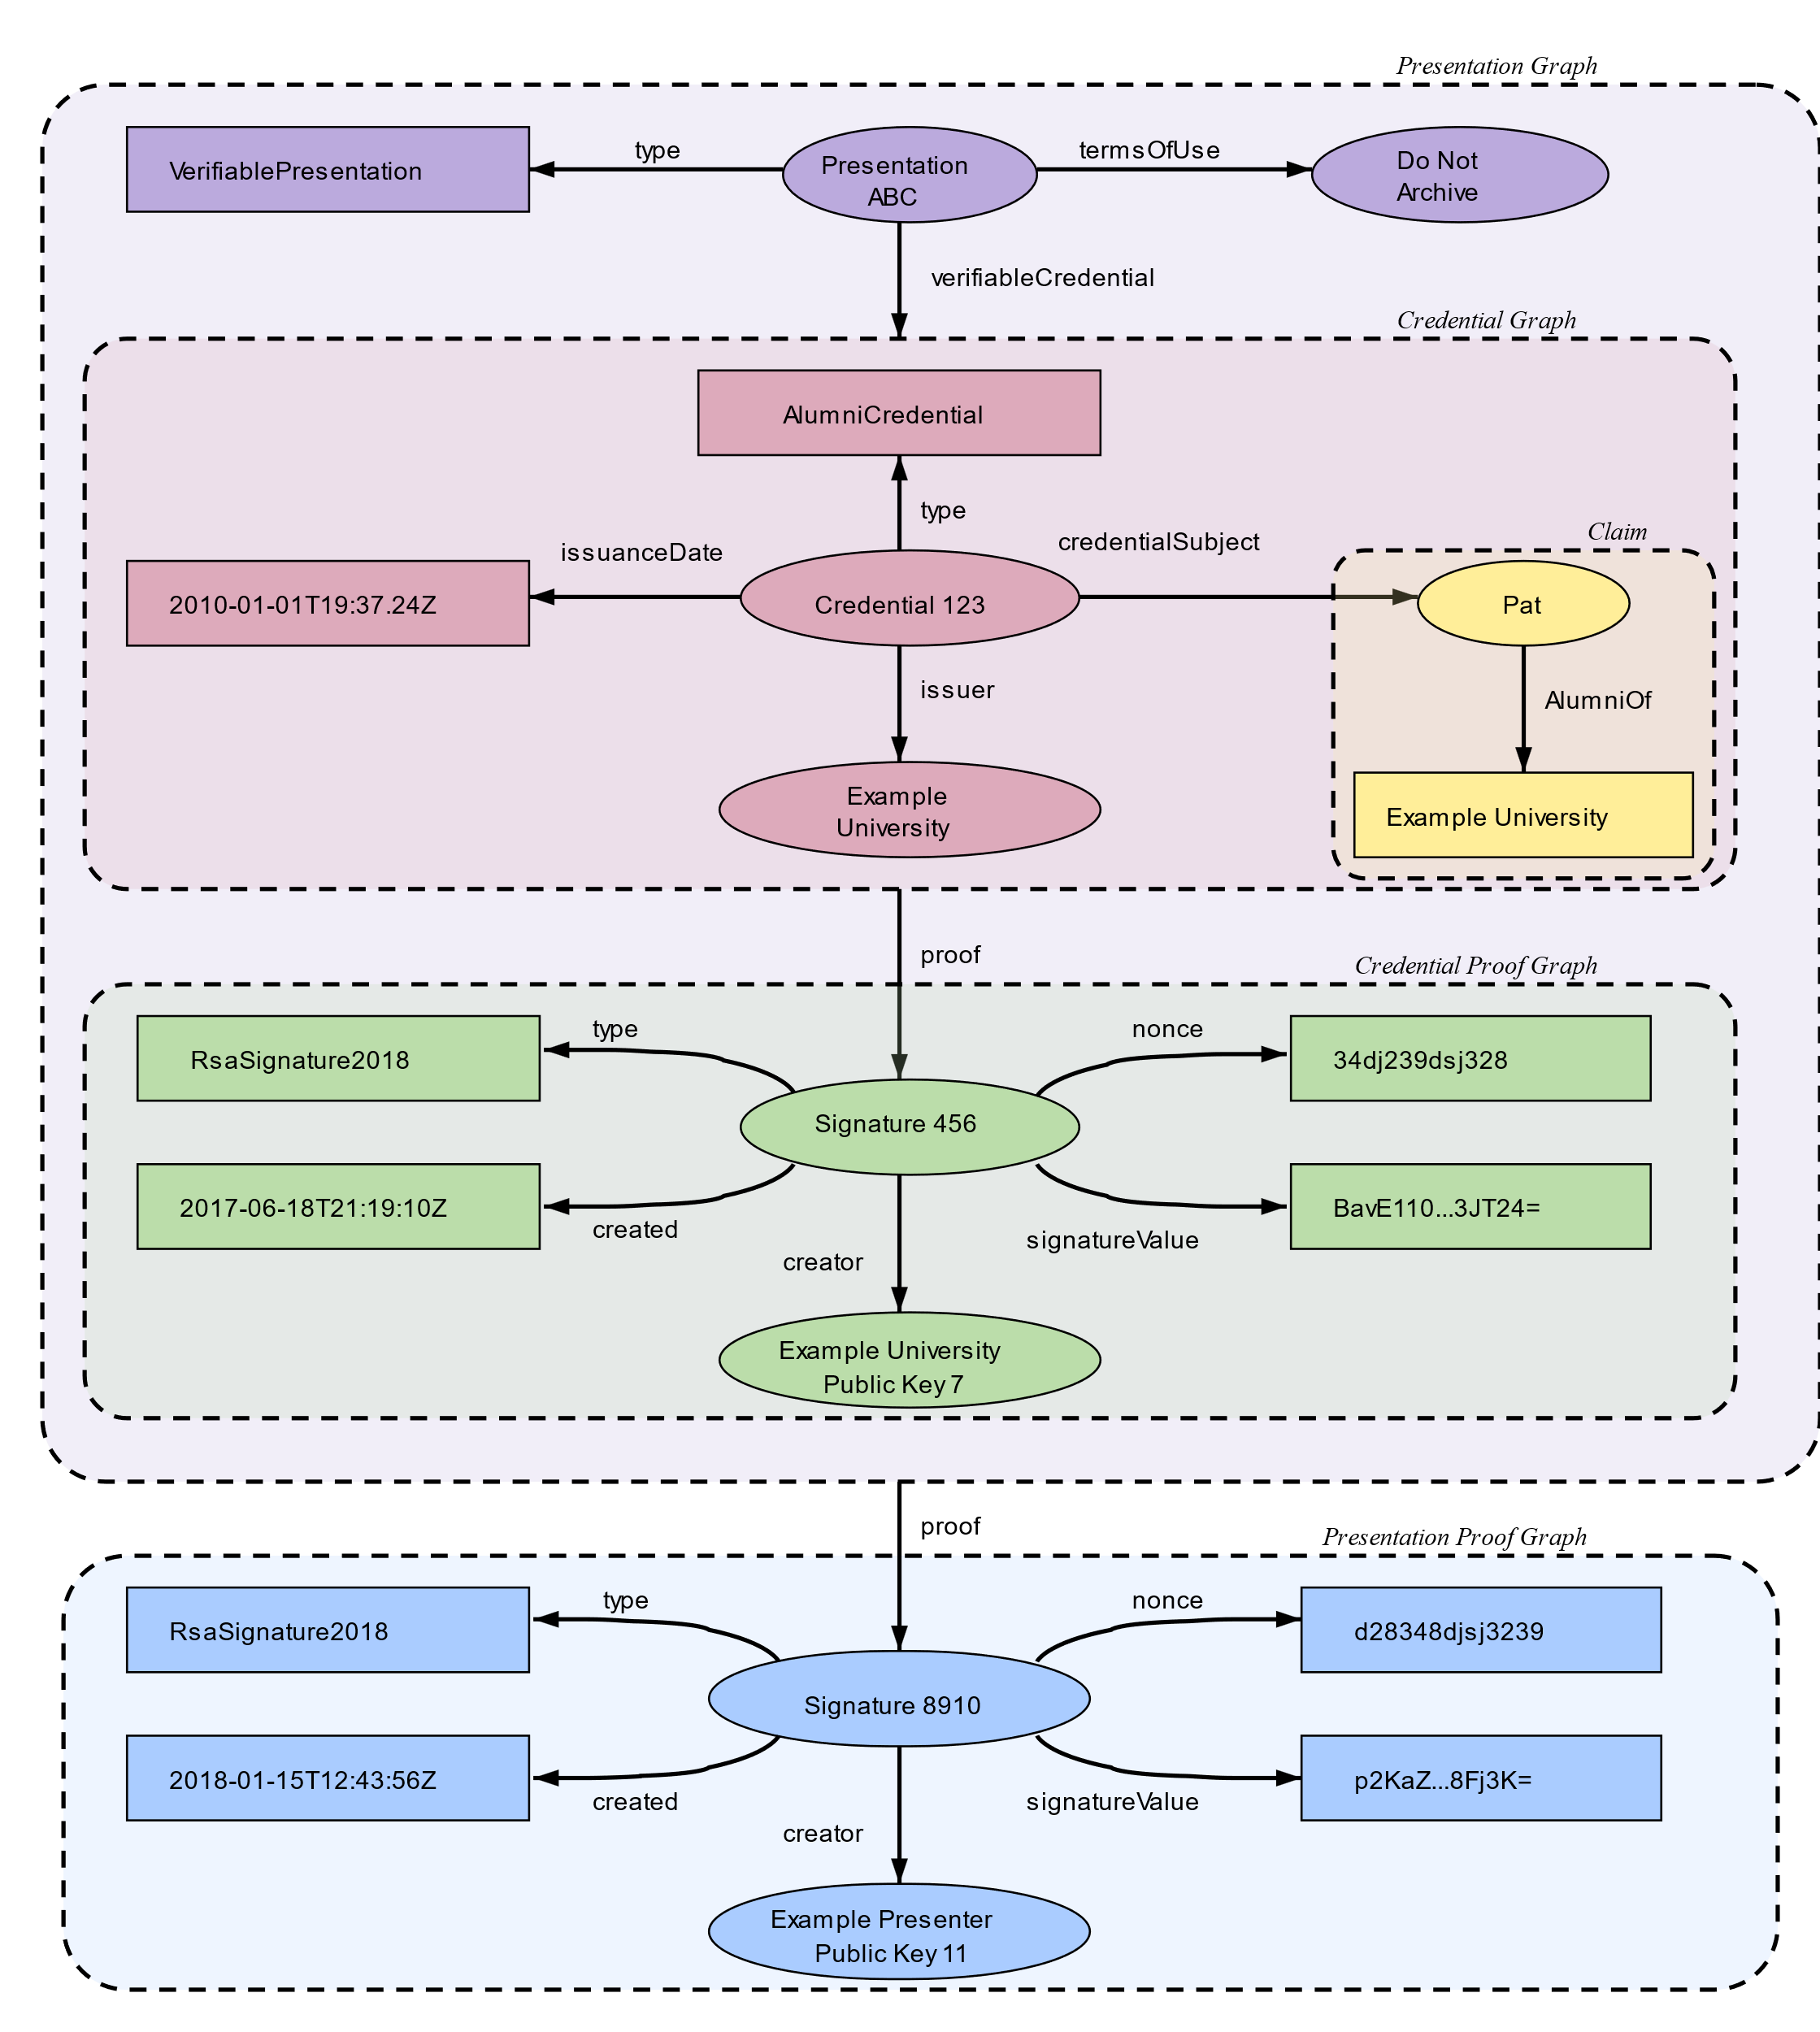 Presentation Graph
VerifiablePresentation
type
Presentation
ABC
termsOfUse
Do Not
Archive
verifiableCredential
Credential Graph
AlumniCredential
type
issuanceDate
credentialSubject
Claim
2010-01-01T19:37.24Z
Credential 123
Pat
issuer
AlumniOf
Example
University
Example University
proof
Credential Proof Graph
RsaSignature2018
type
nonce
34dj239dsj328
Signature 456
2017-06-18T21:19:10Z
created
signatureValue
BavE110...3JT24=
creator
Example University
Public Key 7
proof
Presentation Proof Graph
RsaSignature2018
type
nonce
d28348djsj3239
Signature 8910
2018-01-15T12:43:56Z
created
signatureValue
p2KaZ...8Fj3K=
creator
Example Presenter
Public Key 11